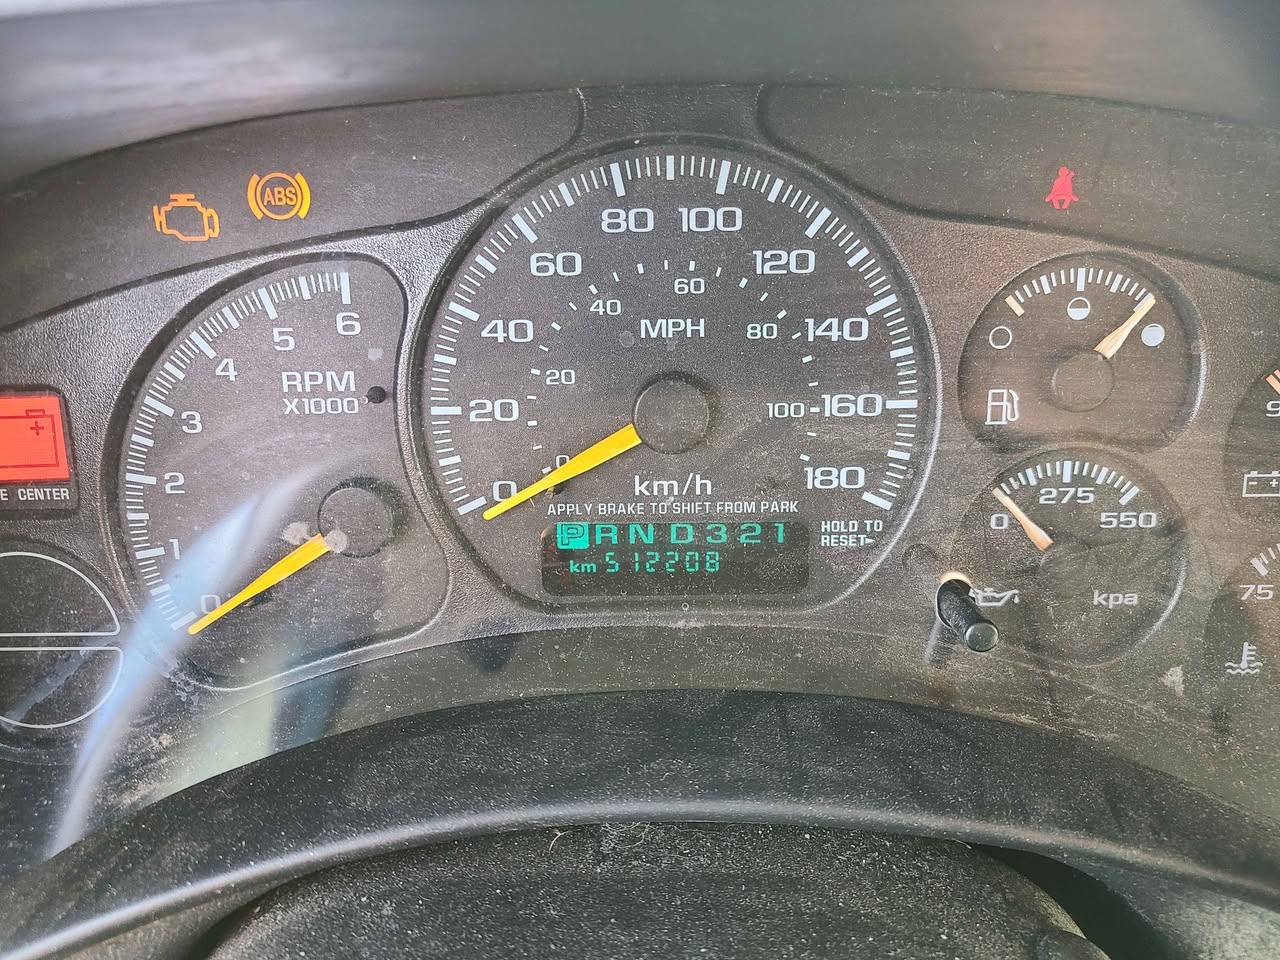 ABS
80 100
60 120
60
40
40 MPH 80 140
20
20 100 160
0
0 km/h 180
APPLY BRAKE TO SHIFT FROM PARK
PRND321
km 512208
HOLD TO
RESET
6
5
4
RPM
X1000
3
2
1
0
E CENTER
275
0 550
kpa
9
75